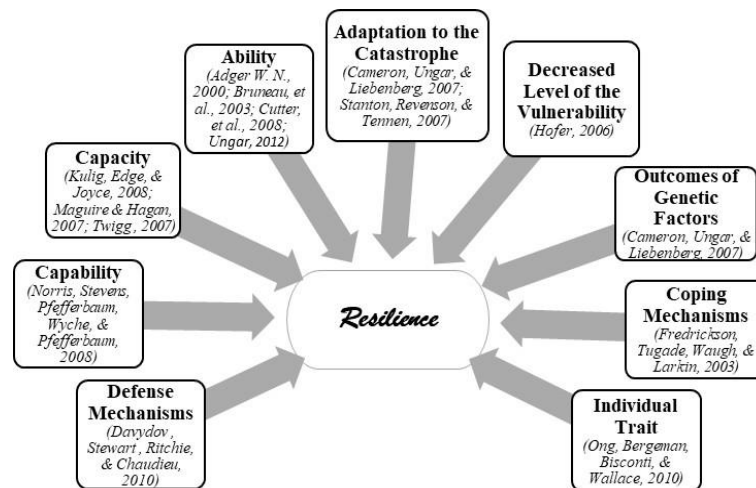 Ability
(Adger W. N.,
2000; Bruneau, et
al., 2003; Cutter,
et al., 2008;
Ungar, 2012)
Adaptation to the
Catastrophe
(Cameron, Ungar, &
Liebenberg, 2007;
Stanton, Revenson, &
Tennen, 2007)
Decreased
Level of the
Vulnerability
(Hofer, 2006)
Capacity
(Kulig, Edge, &
Joyce, 2008;
Maguire & Hagan,
2007; Twigg, 2007)
Outcomes of
Genetic
Factors
(Cameron, Ungar, &
Liebenberg, 2007)
Capability
(Norris, Stevens,
Pfefferbaum,
Wyche, &
Pfefferbaum,
2008)
Resilience
Coping
Mechanisms
(Fredrickson,
Tugade, Waugh, &
Larkin, 2003)
Defense
Mechanisms
(Davydov ,
Stewart , Ritchie,
& Chaudieu,
2010)
Individual
Trait
(Ong, Bergeman,
Bisconti, &
Wallace, 2010)